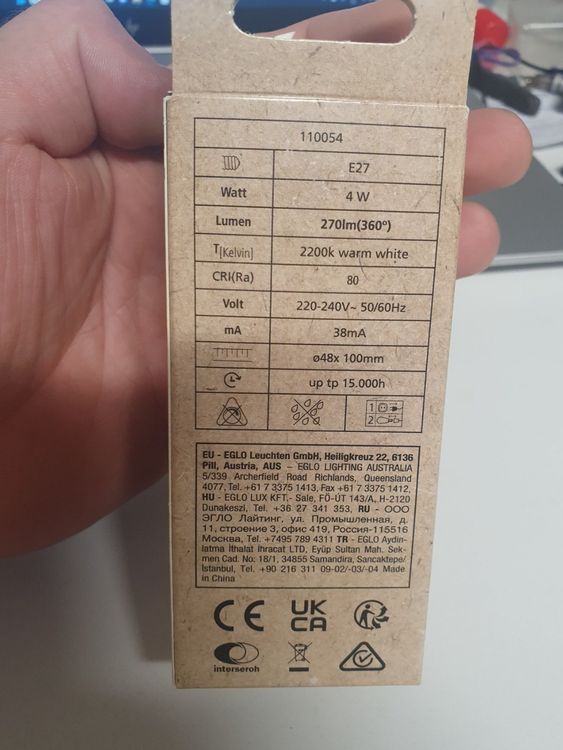 110054
E27
Watt 4 W
Lumen 270lm(360º)
T[Kelvin] 2200k warm white
CRI(Ra) 80
Volt 220-240V~ 50/60Hz
mA 38mA
ø48x 100mm
up tp 15.000h
1
2
EU - EGLO Leuchten GmbH, Heiligkreuz 22, 6136
Pill, Austria, AUS – EGLO LIGHTING AUSTRALIA
5/339 Archerfield Road Richlands, Queensland
4077, Tel. +61 7 3375 1413, Fax +61 7 3375 1412,
HU - EGLO LUX KFT.- Sale, FŐ-ÚT 143/A, H-2120
Dunakeszi, Tel. +36 27 341 353, RU - ООО
ЭГЛО Лайтинг, ул. Промышленная, д.
11, строение 3, офис 419, Россия-115516
Москва, Tel. +7495 789 4311 TR - EGLO Aydin-
latma İthalat İhracat LTD, Eyüp Sultan Mah. Sek-
men Cad. No: 18/1, 34855 Samandira, Sancaktepe/
İstanbul, Tel. +90 216 311 09-02/-03/-04 Made
in China
CE
UK
CA
interseroh